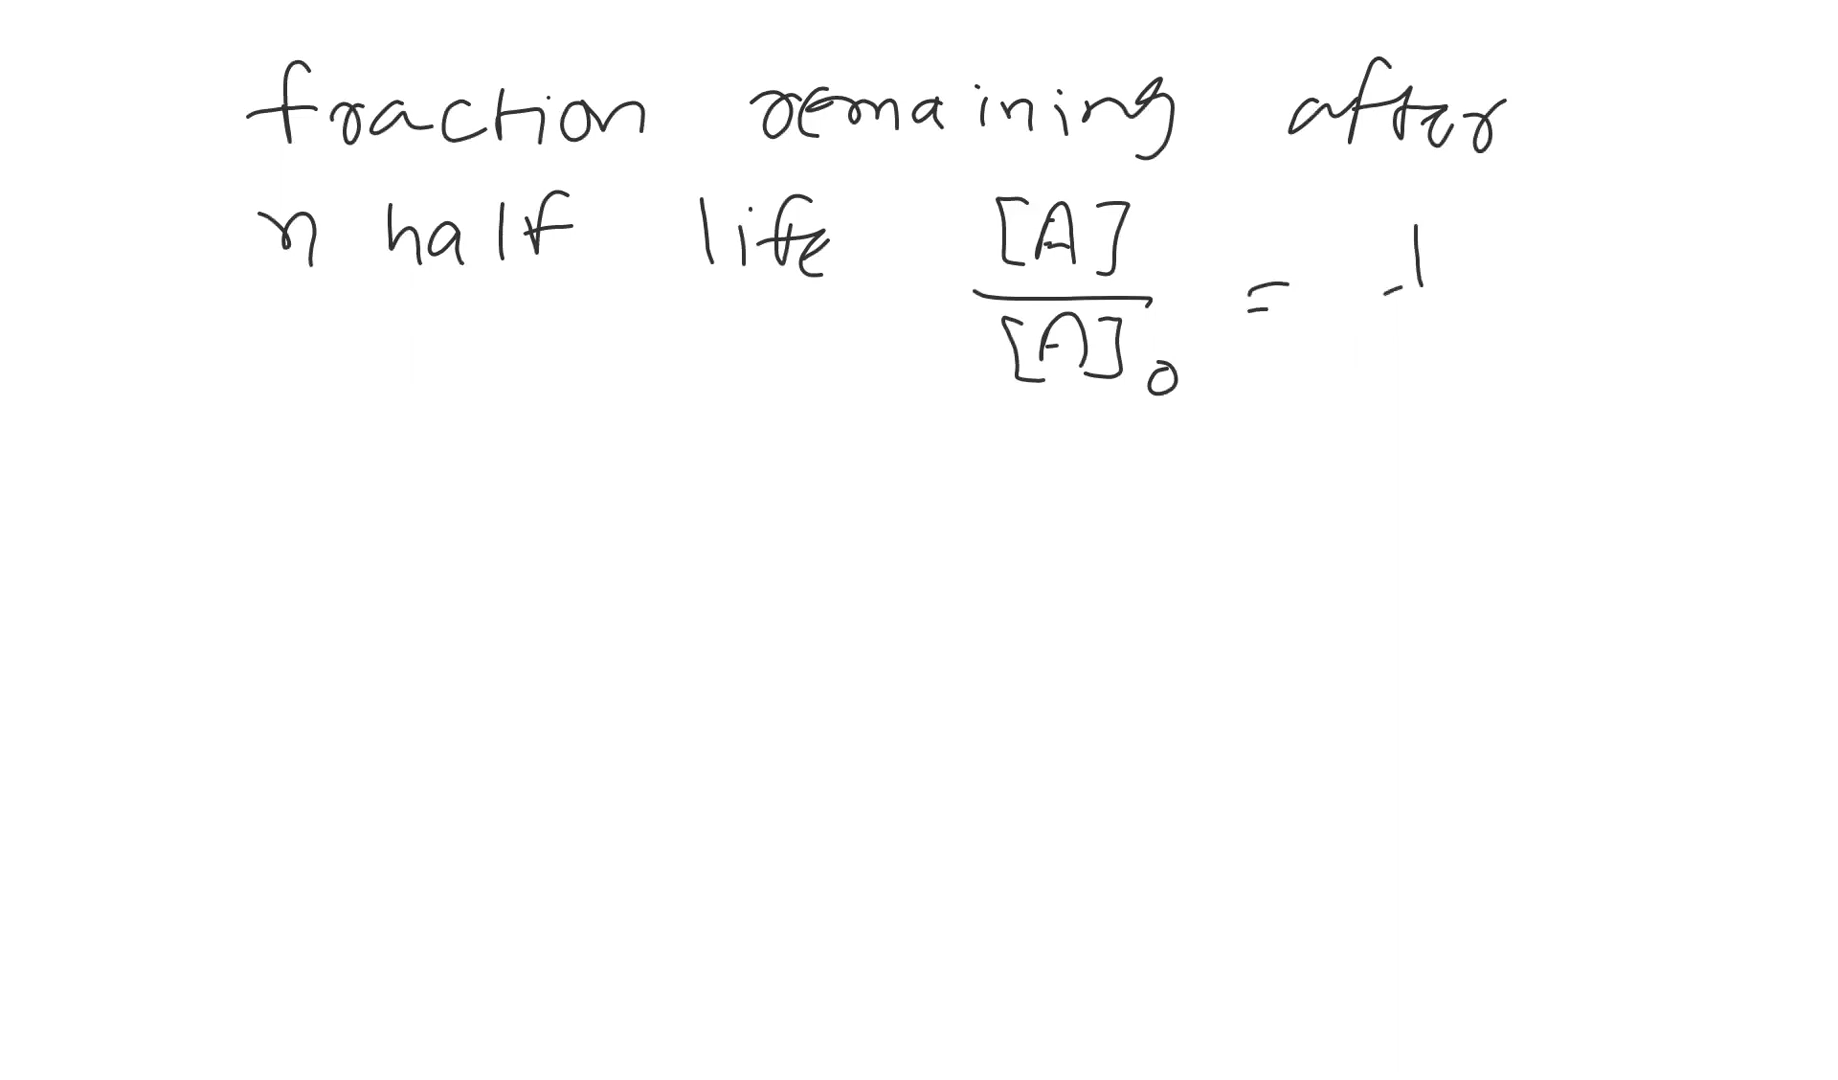 fraction remaining after
n half life [A]/[A]₀ = 1